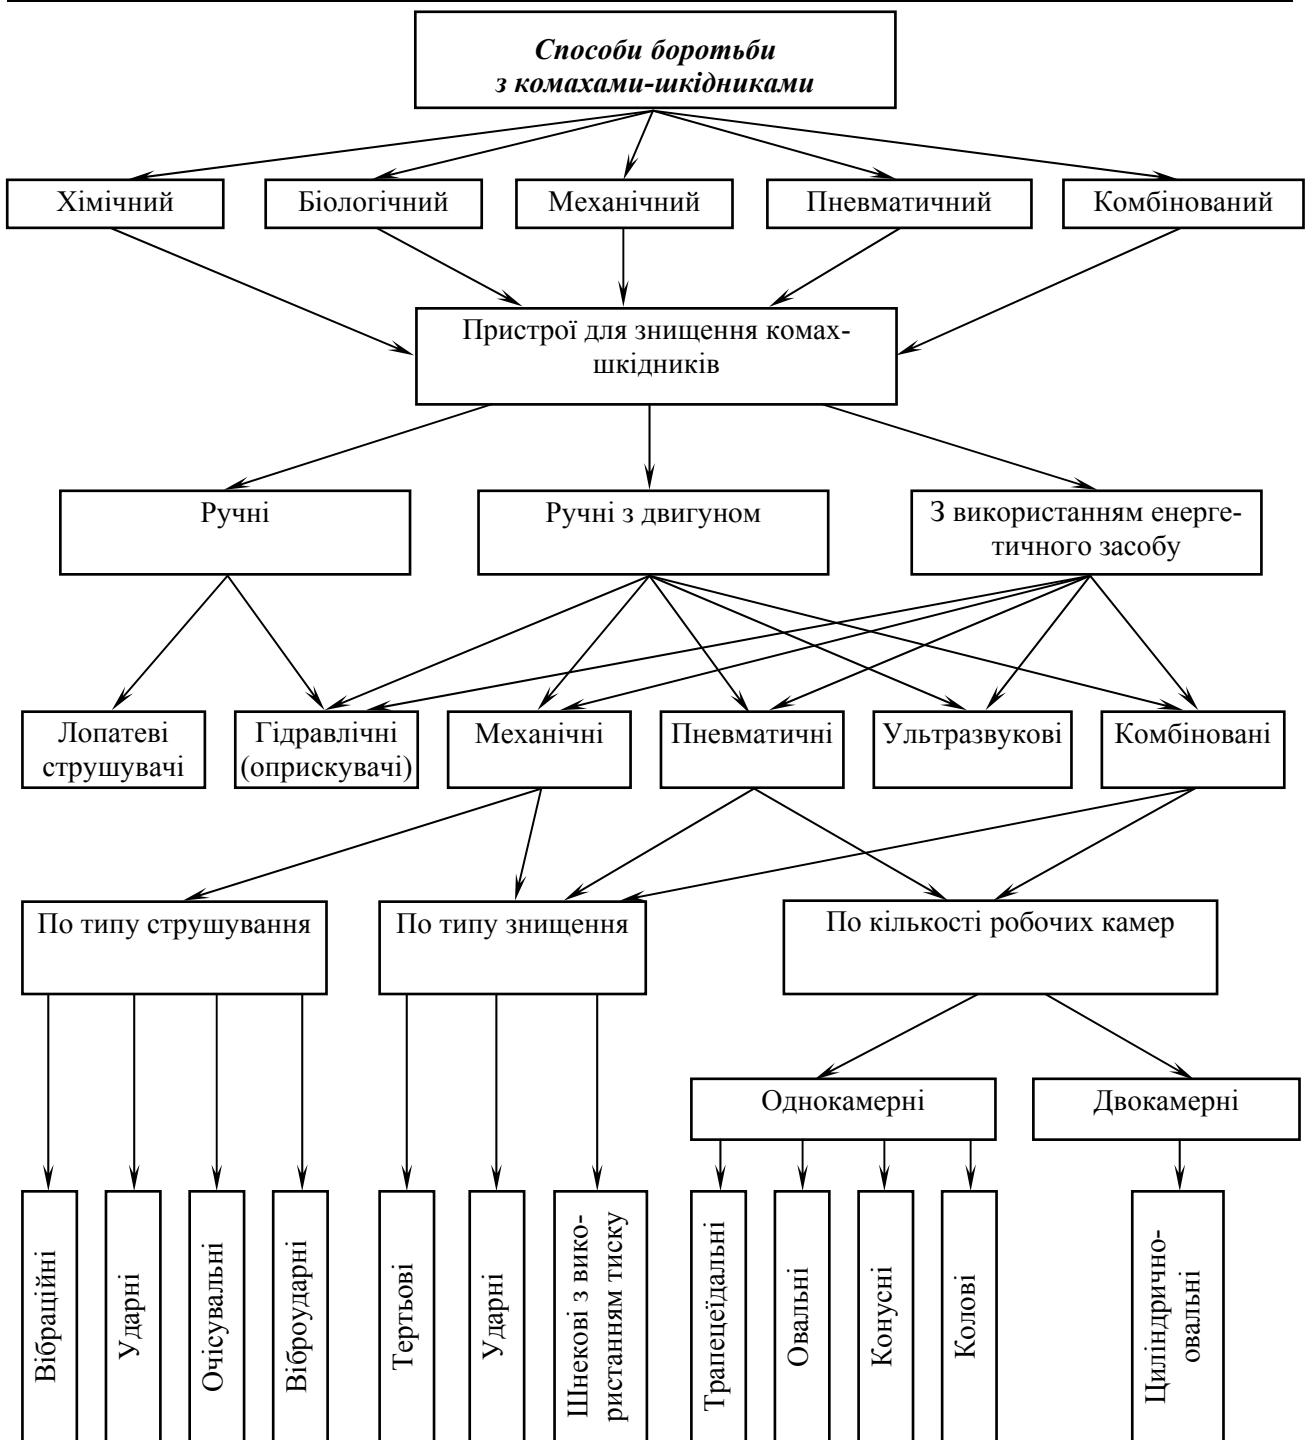 Способи боротьби
з комахами-шкідниками
Хімічний
Біологічний
Механічний
Пневматичний
Комбінований
Пристрої для знищення комах-
шкідників
Ручні
Ручні з двигуном
З використанням енерге-
тичного засобу
Лопатеві
струшувачі
Гідравлічні
(оприскувачі)
Механічні
Пневматичні
Ультразвукові
Комбіновані
По типу струшування
По типу знищення
По кількості робочих камер
Однокамерні
Двокамерні
Вібраційні
Ударні
Очісувальні
Віброударні
Тертьові
Ударні
Шнекові з вико-
ристанням тиску
Трапецеїдальні
Овальні
Конусні
Колові
Циліндрично-
овальні